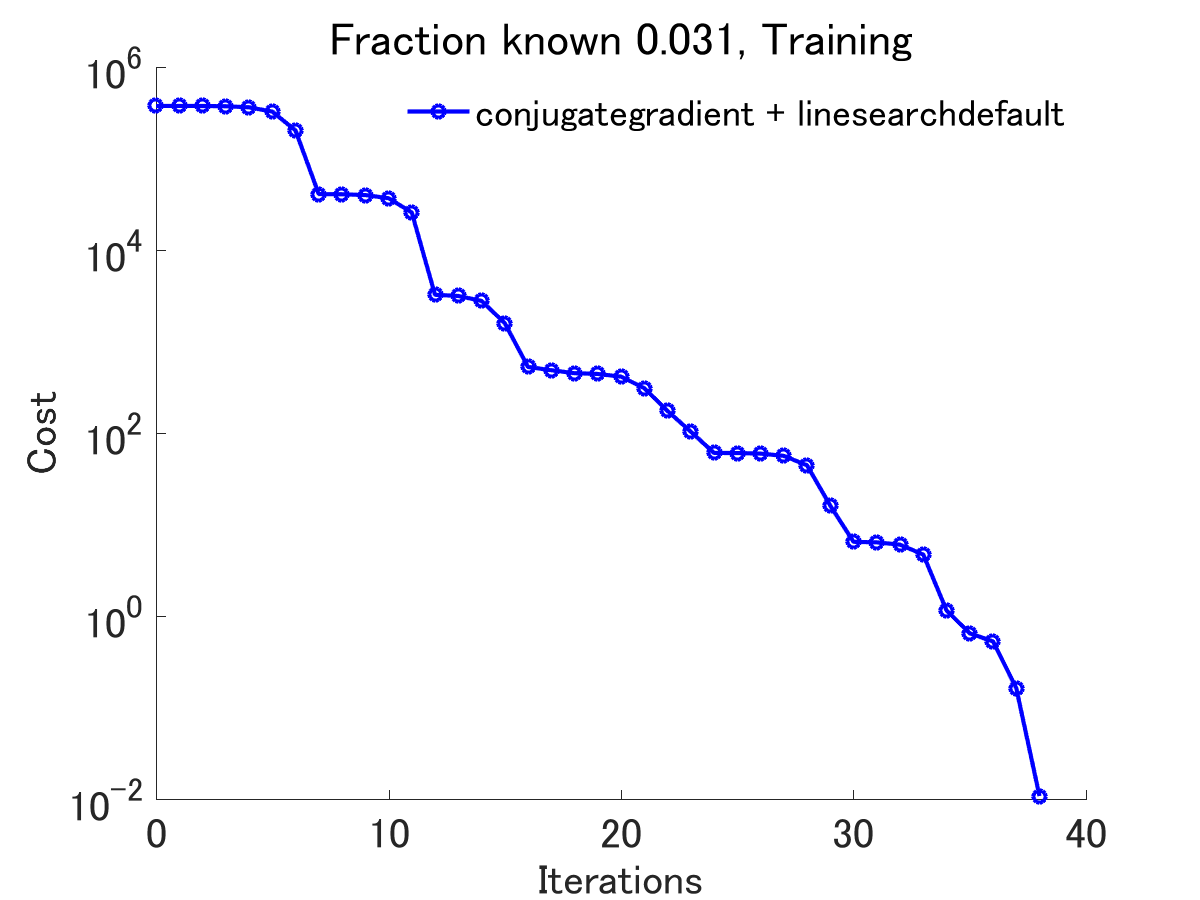 Fraction known 0.031, Training
conjugategradient + linesearchdefault
Cost
10^6
10^4
10^2
10^0
10^-2
0 10 20 30 40
Iterations